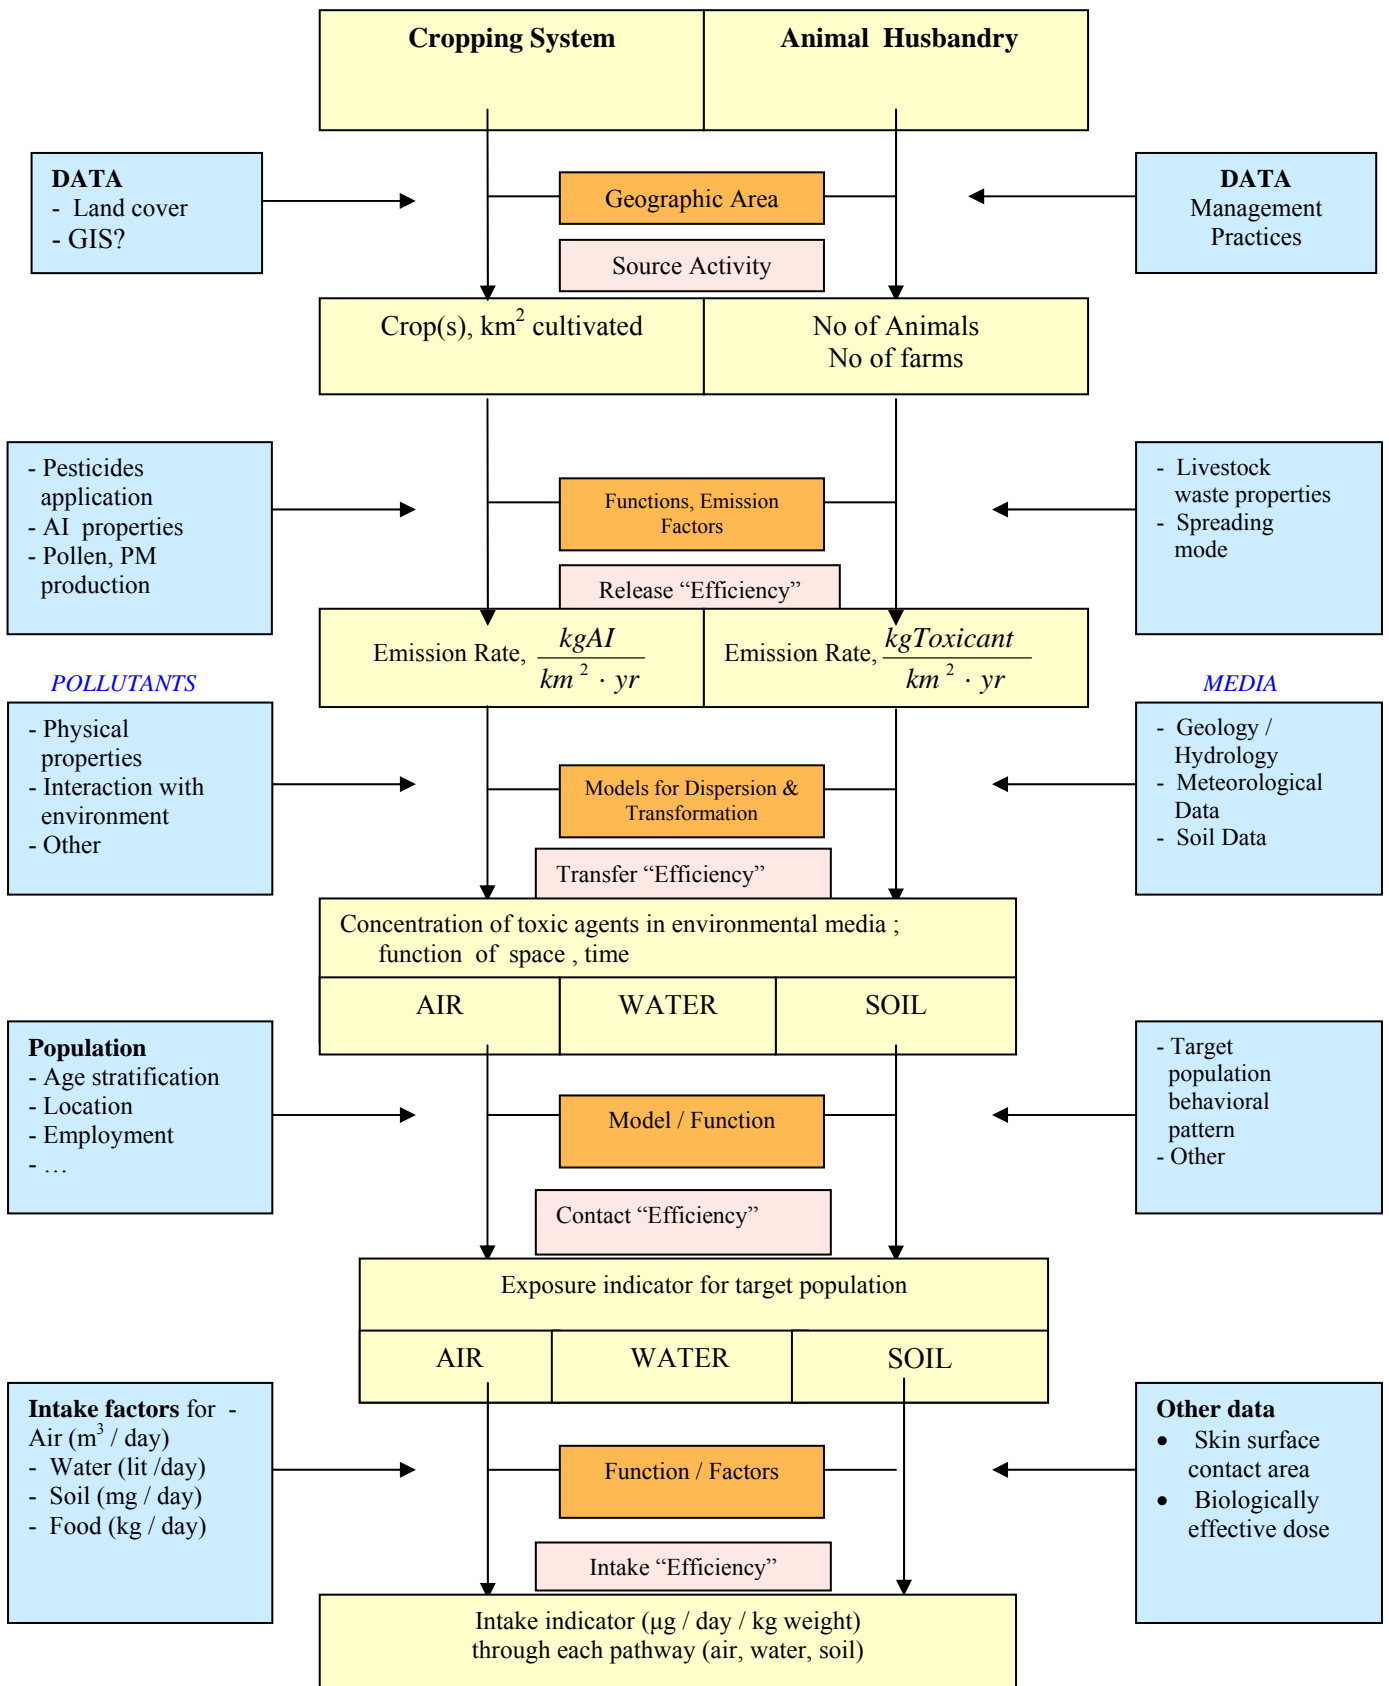 Cropping System
Animal Husbandry
DATA
- Land cover
- GIS?
Geographic Area
DATA
Management
Practices
Source Activity
Crop(s), km² cultivated
No of Animals
No of farms
- Pesticides
application
- AI properties
- Pollen, PM
production
Functions, Emission
Factors
- Livestock
waste properties
- Spreading
mode
Release “Efficiency”
Emission Rate, kgAI / km² · yr
Emission Rate, kgToxicant / km² · yr
POLLUTANTS
MEDIA
- Physical
properties
- Interaction with
environment
- Other
Models for Dispersion &
Transformation
- Geology /
Hydrology
- Meteorological
Data
- Soil Data
Transfer “Efficiency”
Concentration of toxic agents in environmental media ;
function of space , time
AIR
WATER
SOIL
Population
- Age stratification
- Location
- Employment
- …
Model / Function
- Target
population
behavioral
pattern
- Other
Contact “Efficiency”
Exposure indicator for target population
AIR
WATER
SOIL
Intake factors for -
Air (m³ / day)
- Water (lit /day)
- Soil (mg / day)
- Food (kg / day)
Function / Factors
Other data
• Skin surface
contact area
• Biologically
effective dose
Intake “Efficiency”
Intake indicator (µg / day / kg weight)
through each pathway (air, water, soil)